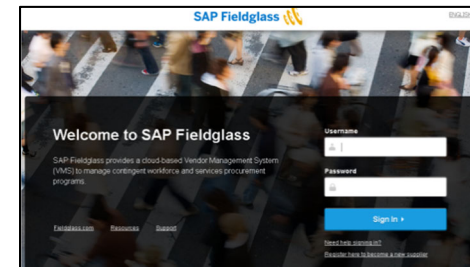 SAP Fieldglass
ENGLISH
Welcome to SAP Fieldglass
SAP Fieldglass provides a cloud-based Vendor Management System
(VMS) to manage contingent workforce and services procurement
programs.
Fieldglass.com Resources Support
Username
Password
Sign In
Need help signing in?
Register here to become a new supplier